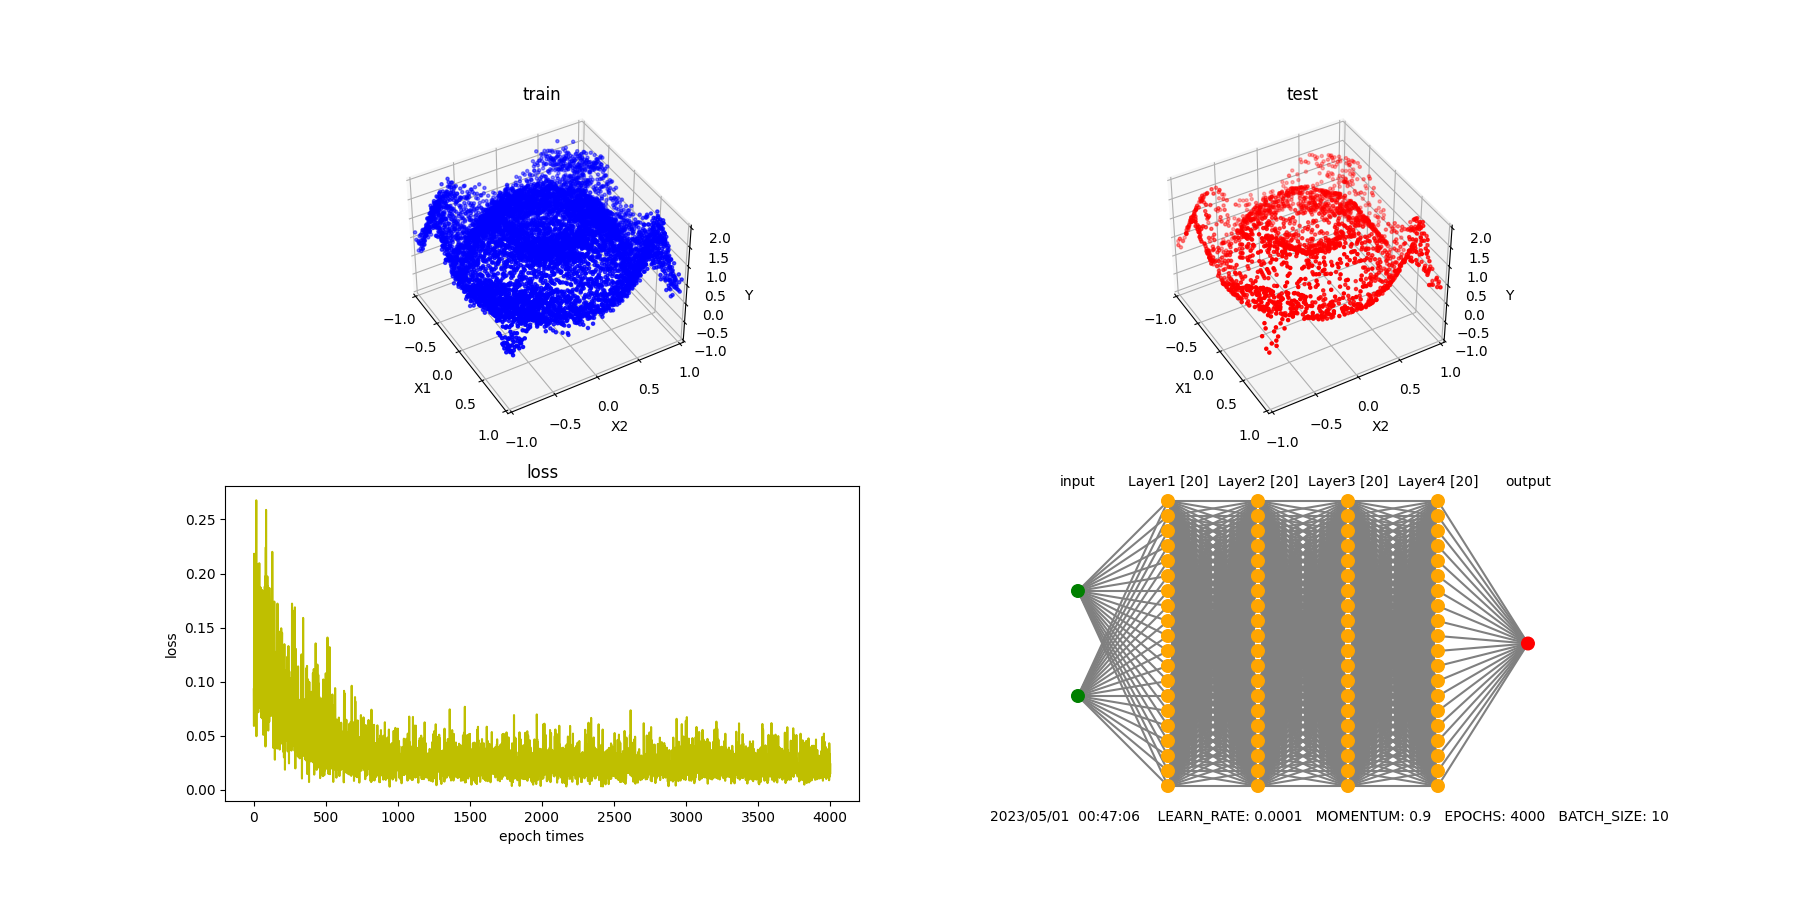 train
−1.0
−0.5
0.0
0.5
1.0
X1
−1.0
−0.5
0.0
0.5
1.0
X2
2.0
1.5
1.0
0.5
0.0
−0.5
−1.0
Y
test
−1.0
−0.5
0.0
0.5
1.0
X1
−1.0
−0.5
0.0
0.5
1.0
X2
2.0
1.5
1.0
0.5
0.0
−0.5
−1.0
Y
loss
0.25
0.20
0.15
0.10
0.05
0.00
loss
0 500 1000 1500 2000 2500 3000 3500 4000
epoch times
input Layer1 [20] Layer2 [20] Layer3 [20] Layer4 [20] output
2023/05/01 00:47:06 LEARN_RATE: 0.0001 MOMENTUM: 0.9 EPOCHS: 4000 BATCH_SIZE: 10